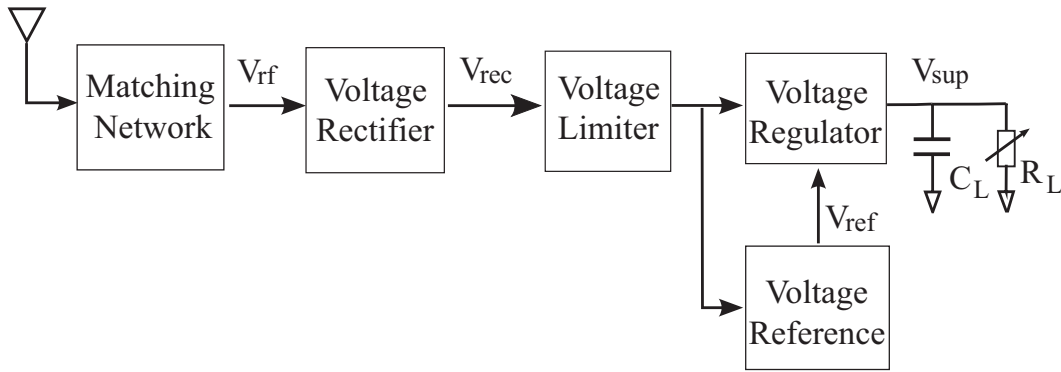 Matching
Network
Vrf
Voltage
Rectifier
Vrec
Voltage
Limiter
Voltage
Regulator
Vsup
CL
RL
Vref
Voltage
Reference